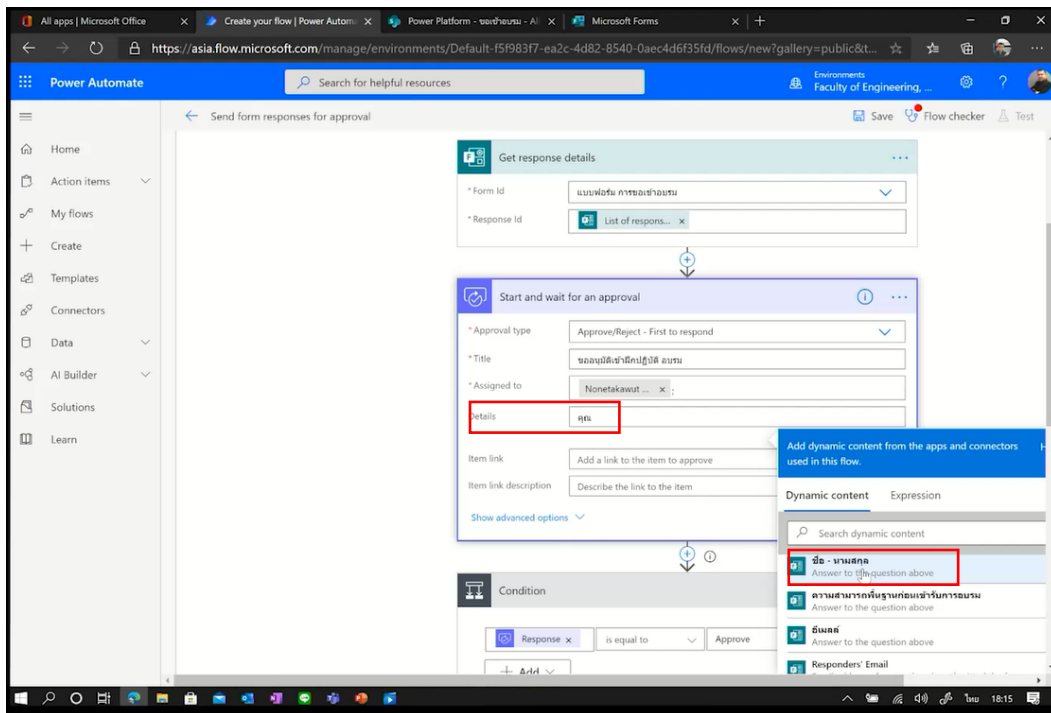 All apps | Microsoft Office
Create your flow | Power Autom
Power Platform - ขอเข้าอบรม - Al
Microsoft Forms
https://asia.flow.microsoft.com/manage/environments/Default-f5f983f7-ea2c-4d82-8540-0aec4d6f35fd/flows/new?gallery=public&t...
Power Automate
Search for helpful resources
Environments
Faculty of Engineering, ...
Send form responses for approval
Save
Flow checker
Test
Home
Action items
My flows
Create
Templates
Connectors
Data
AI Builder
Solutions
Learn
Get response details
* Form Id
แบบฟอร์ม การขอเข้าอบรม
* Response Id
List of respons... ×
Start and wait for an approval
* Approval type
Approve/Reject - First to respond
* Title
ขออนุมัติเข้าฝึกปฏิบัติ อบรม
* Assigned to
Nonetakawut ... × ;
Details
คุณ
Item link
Add a link to the item to approve
Item link description
Describe the link to the item
Show advanced options
Add dynamic content from the apps and connectors
used in this flow.
Dynamic content
Expression
Search dynamic content
ชื่อ - นามสกุล
Answer to the question above
ความสามารถพื้นฐานก่อนเข้ารับการอบรม
Answer to the question above
อีเมลล์
Answer to the question above
Responders' Email
Condition
Response ×
is equal to
Approve
Add
ไทย
18:15